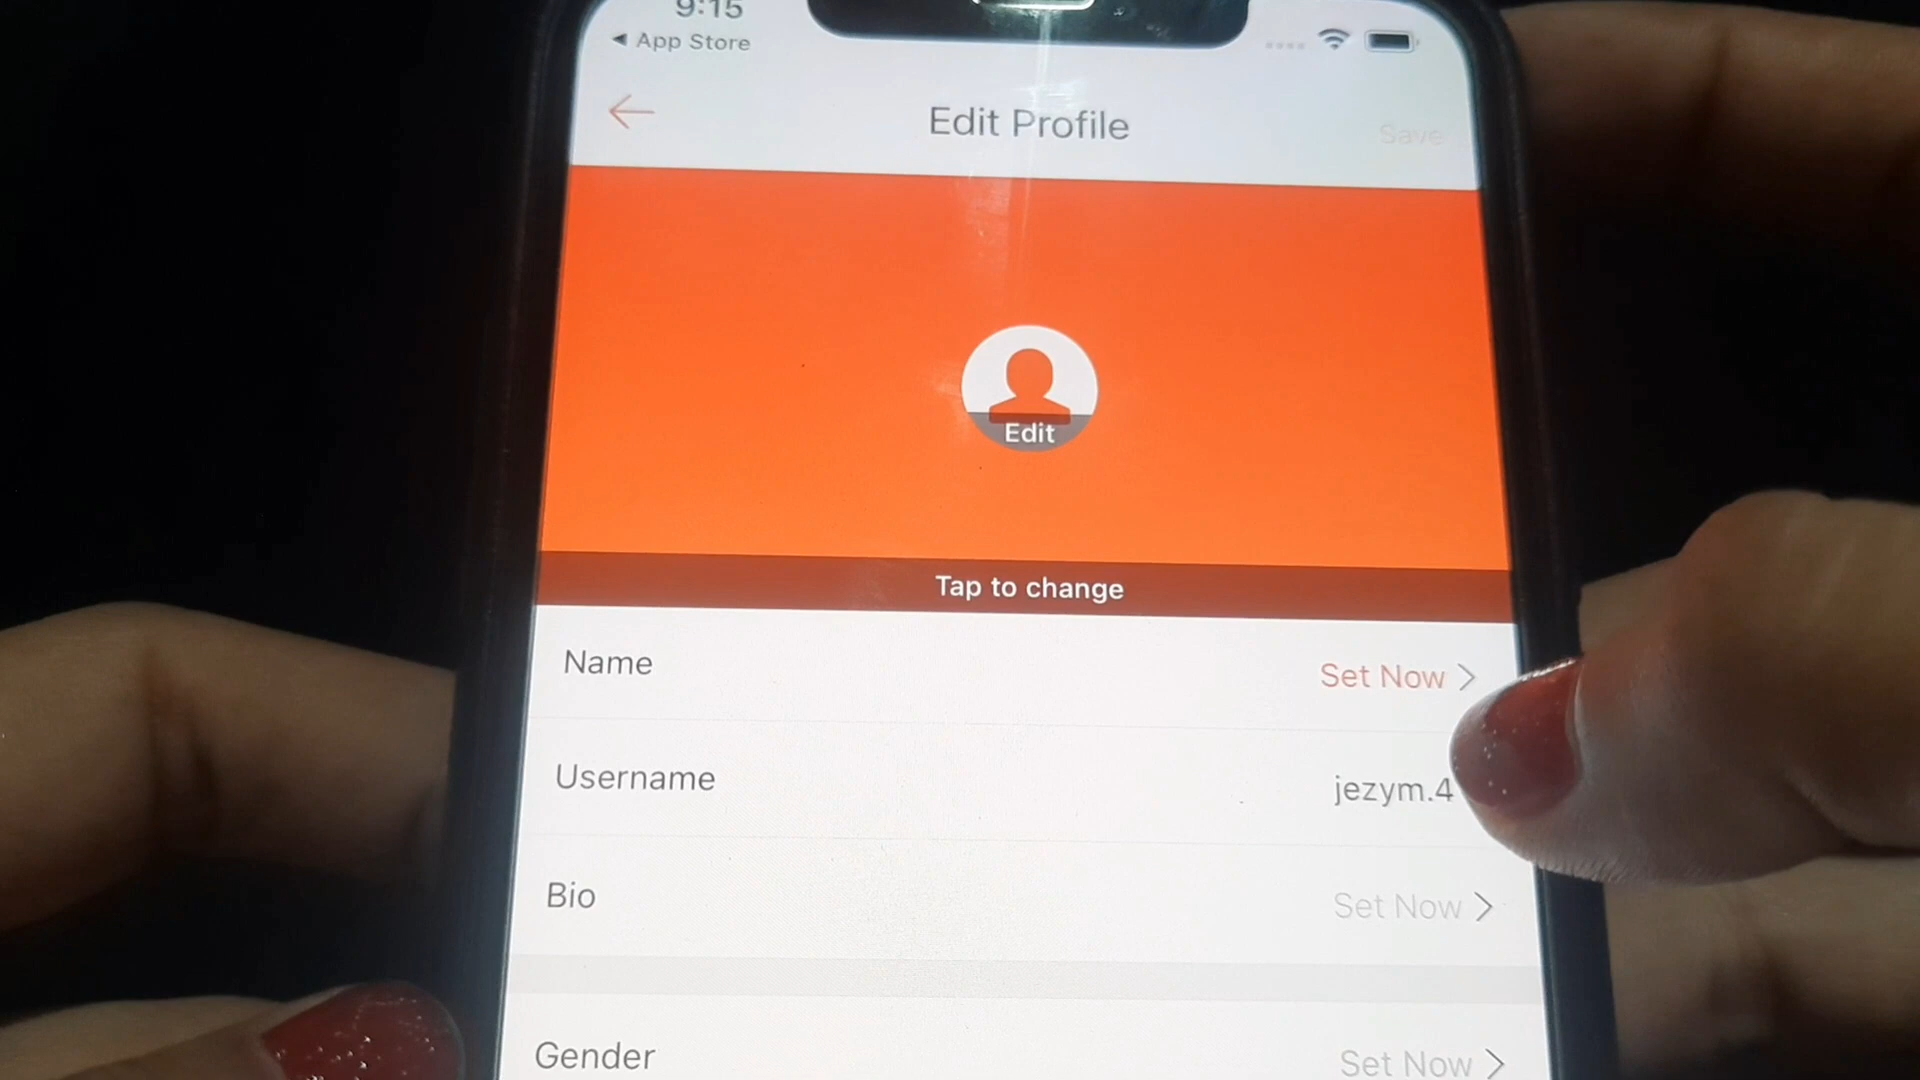 9:15
◀ App Store
Edit Profile
Save
Edit
Tap to change
Name
Set Now
Username
jezym.4
Bio
Set Now
Gender
Set Now